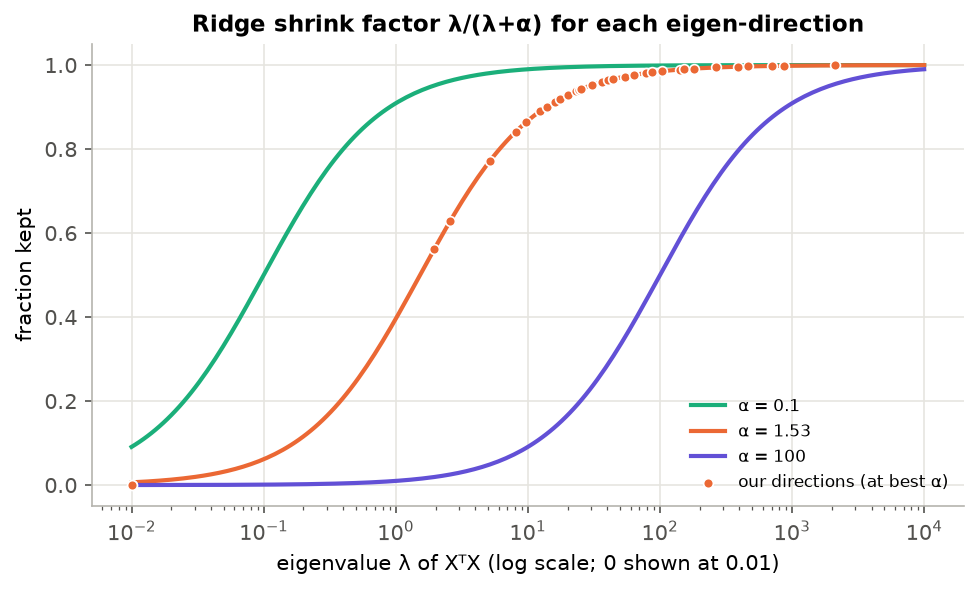 Ridge shrink factor λ/(λ+α) for each eigen-direction
fraction kept
1.0
0.8
0.6
0.4
0.2
0.0
α = 0.1
α = 1.53
α = 100
our directions (at best α)
10⁻²
10⁻¹
10⁰
10¹
10²
10³
10⁴
eigenvalue λ of XᵀX (log scale; 0 shown at 0.01)